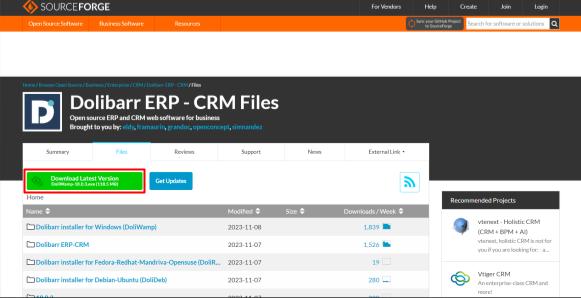 SOURCEFORGE
For Vendors Help Create Join Login
Open Source Software Business Software Resources
Sync your GitHub Project to SourceForge
Search for software or solutions
Home / Browse Open Source / Business / Enterprise / CRM / Dolibarr ERP - CRM / Files
Dolibarr ERP - CRM Files
Open source ERP and CRM web software for business
Brought to you by: eldy, framaurin, grandoc, openconcept, simnandez
Summary Files Reviews Support News External Link
Download Latest Version
DoliWamp-18.0.3.exe (110.5 MB)
Get Updates
Home
Name Modified Size Downloads / Week
Dolibarr installer for Windows (DoliWamp) 2023-11-08 1,839
Dolibarr ERP-CRM 2023-11-07 1,526
Dolibarr installer for Fedora-Redhat-Mandriva-Opensuse (DoliR... 2023-11-07 19
Dolibarr installer for Debian-Ubuntu (DoliDeb) 2023-11-07 280
Recommended Projects
vtenext - Holistic CRM (CRM + BPM + AI)
vtenext, holistic CRM is not for you if you are looking for: • a...
Vtiger CRM
An enterprise-class CRM and more!